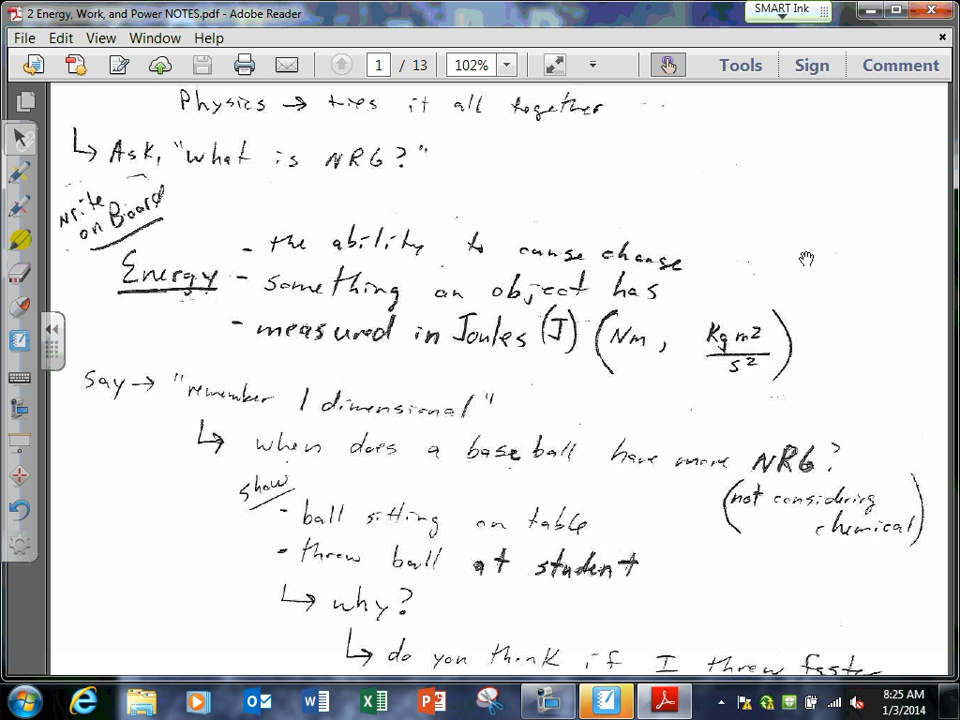 2 Energy, Work, and Power NOTES.pdf - Adobe Reader
SMART Ink
File Edit View Window Help
1 / 13 102% Tools Sign Comment
Physics → ties it all together
↳ Ask, "what is NRG?"
write
on Board
Energy - the ability to cause change
- something an object has
- measured in Joules (J) (Nm, Kgm2
s2)
Say → "remember 1 dimensional"
↳ when does a baseball have more NRG?
(not considering
chemical)
show
- ball sitting on table
- threw ball at student
↳ why?
↳ do you think if I threw faster
8:25 AM
1/3/2014